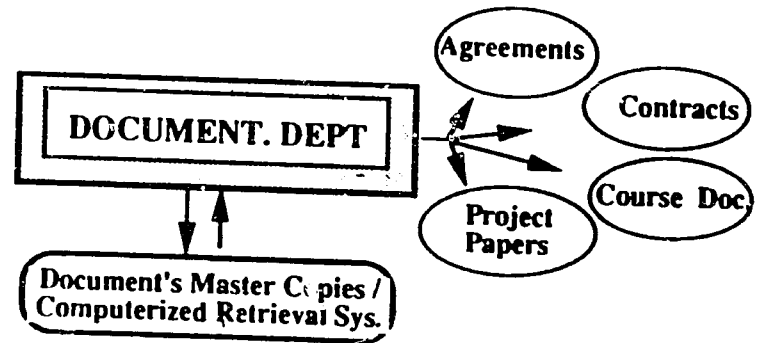 Agreements
Contracts
DOCUMENT. DEPT
Course Doc.
Project
Papers
Document's Master Copies /
Computerized Retrieval Sys.